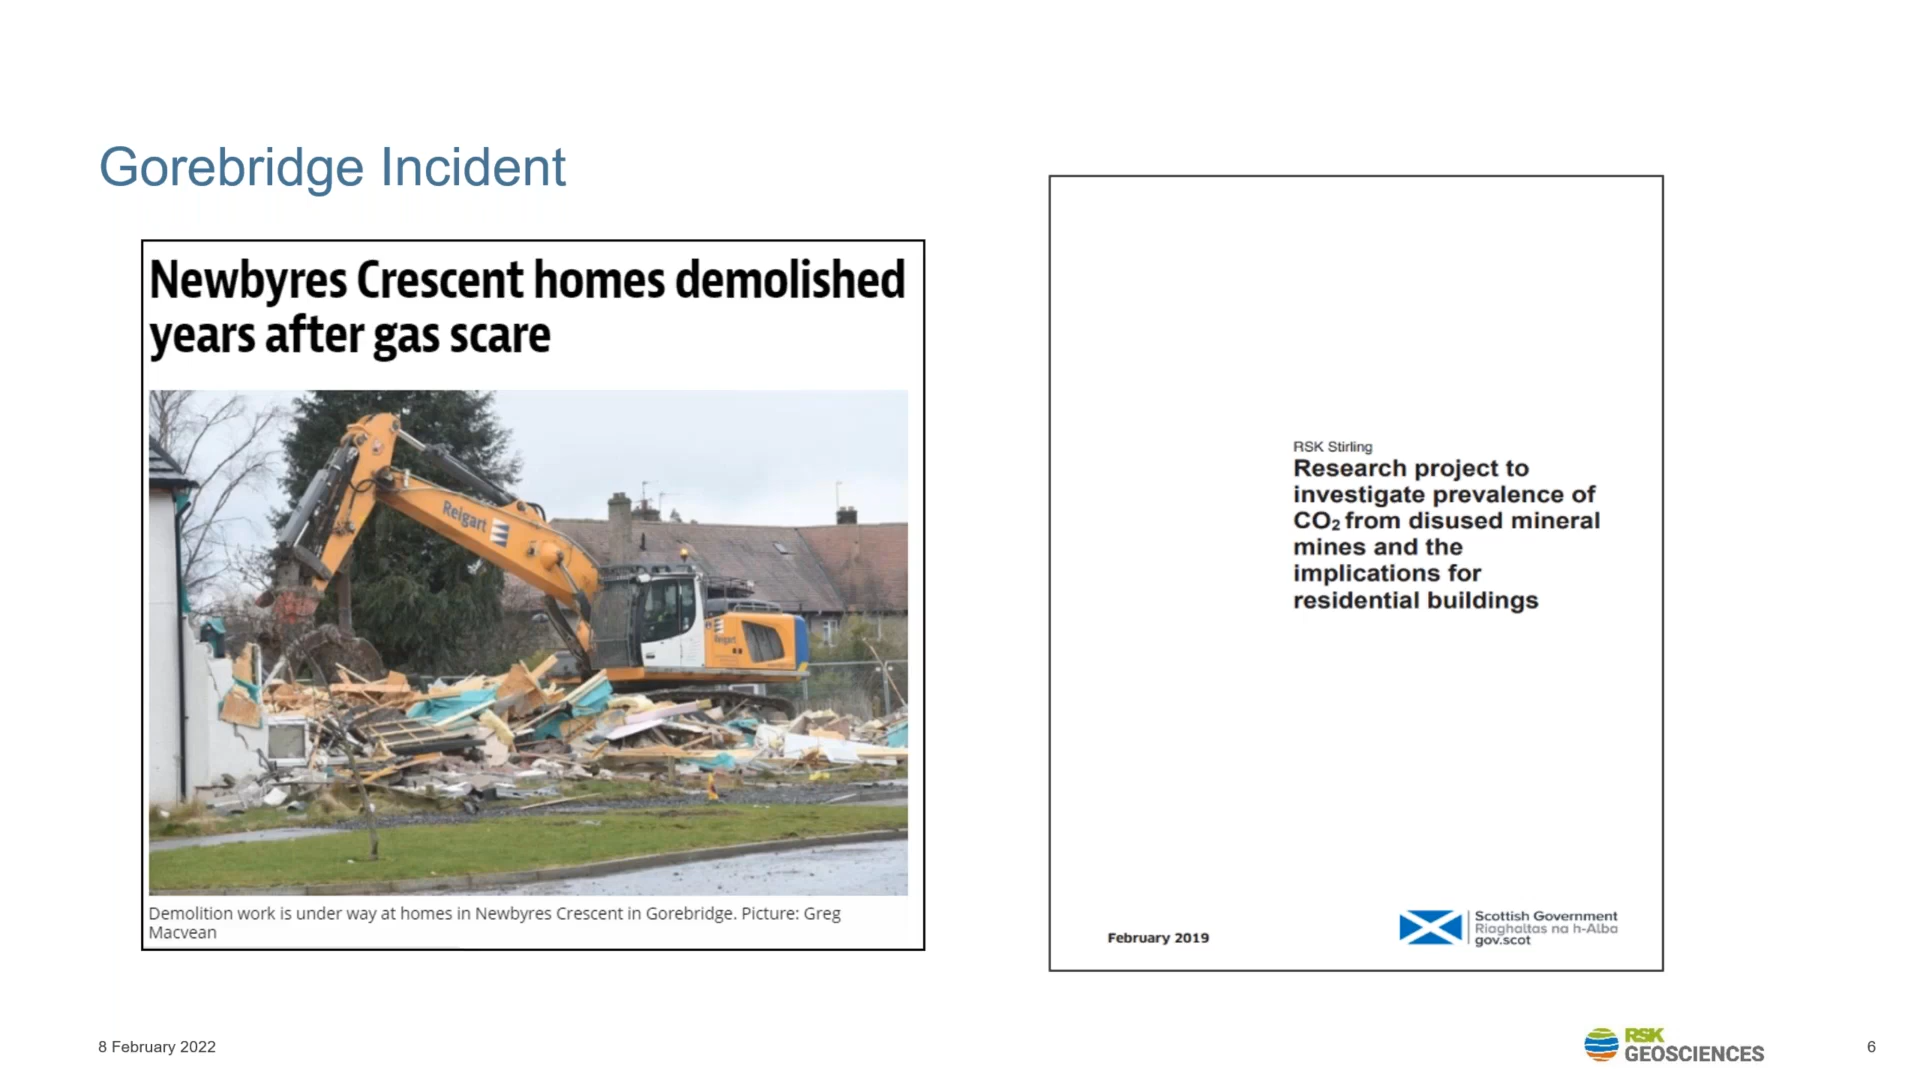 Gorebridge Incident
Newbyres Crescent homes demolished
years after gas scare
Reigart
Reigart
Demolition work is under way at homes in Newbyres Crescent in Gorebridge. Picture: Greg
Macvean
RSK Stirling
Research project to
investigate prevalence of
CO₂ from disused mineral
mines and the
implications for
residential buildings
February 2019
Scottish Government
Riaghaltas na h-Alba
gov.scot
8 February 2022
RSK
GEOSCIENCES
6